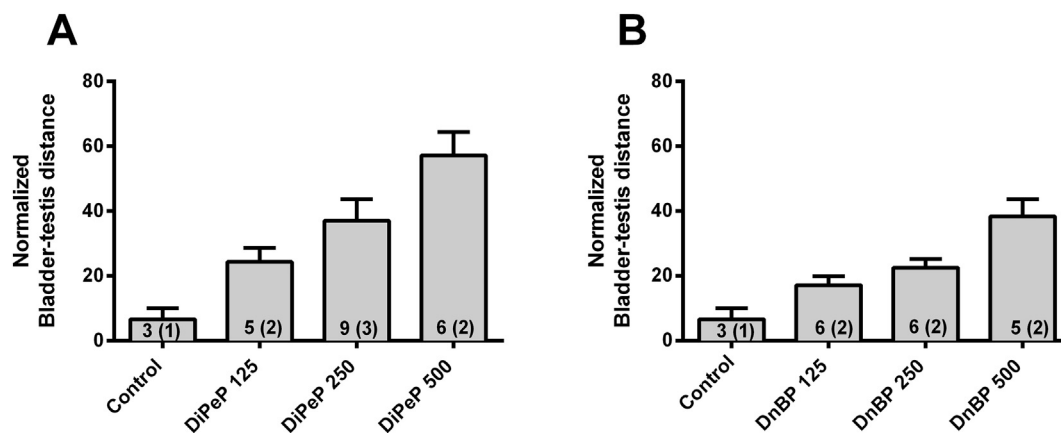 A
Normalized
Bladder-testis distance
80
60
40
20
0
3 (1)
5 (2)
9 (3)
6 (2)
Control
DiPeP 125
DiPeP 250
DiPeP 500
B
Normalized
Bladder-testis distance
80
60
40
20
0
3 (1)
6 (2)
6 (2)
5 (2)
Control
DnBP 125
DnBP 250
DnBP 500